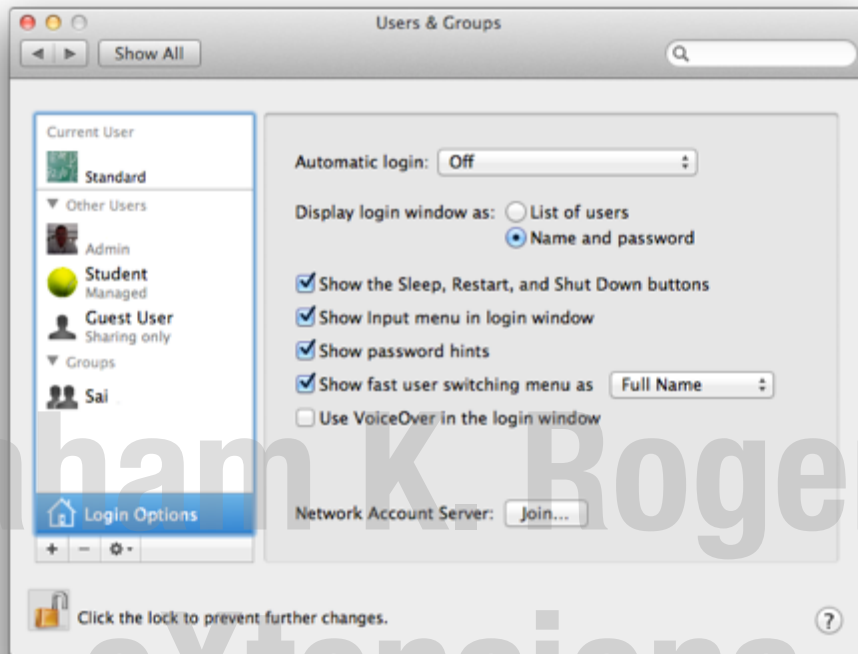 Users & Groups
Show All
Current User
Standard
Other Users
Admin
Student
Managed
Guest User
Sharing only
Groups
Sai
Login Options
Automatic login: Off
Display login window as: List of users
Name and password
Show the Sleep, Restart, and Shut Down buttons
Show Input menu in login window
Show password hints
Show fast user switching menu as Full Name
Use VoiceOver in the login window
Network Account Server: Join...
Click the lock to prevent further changes.
?
aham K. Roge
eXtensions